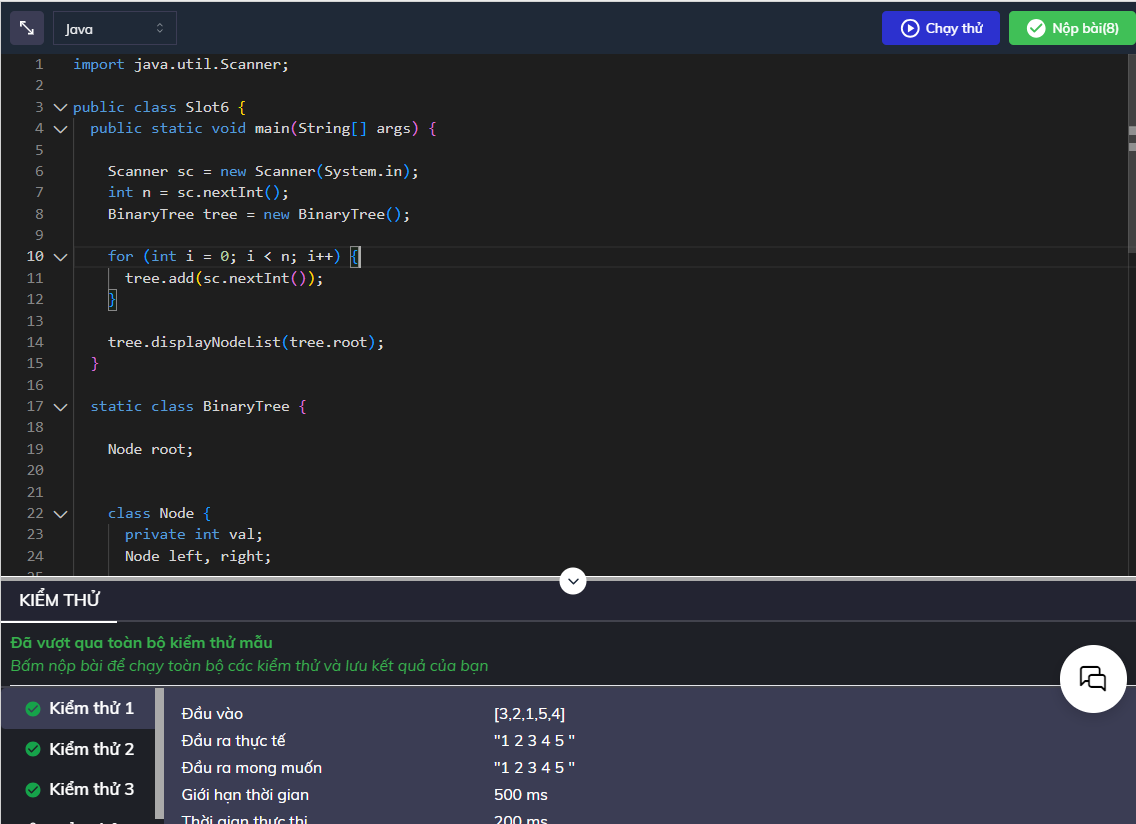 Java
Chạy thử
Nộp bài(8)
1 import java.util.Scanner;
2
3 public class Slot6 {
4 public static void main(String[] args) {
5
6 Scanner sc = new Scanner(System.in);
7 int n = sc.nextInt();
8 BinaryTree tree = new BinaryTree();
9
10 for (int i = 0; i < n; i++) {
11 tree.add(sc.nextInt());
12 }
13
14 tree.displayNodeList(tree.root);
15 }
16
17 static class BinaryTree {
18
19 Node root;
20
21
22 class Node {
23 private int val;
24 Node left, right;
25
KIỂM THỬ
Đã vượt qua toàn bộ kiểm thử mẫu
Bấm nộp bài để chạy toàn bộ các kiểm thử và lưu kết quả của bạn
Kiểm thử 1
Kiểm thử 2
Kiểm thử 3
Đầu vào [3,2,1,5,4]
Đầu ra thực tế "1 2 3 4 5 "
Đầu ra mong muốn "1 2 3 4 5 "
Giới hạn thời gian 500 ms
Thời gian thực thi 200 ms